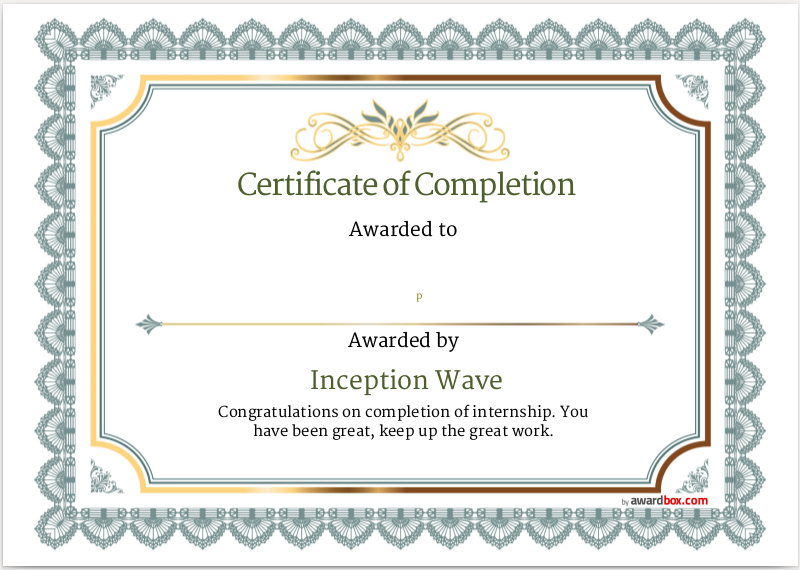 Certificate of Completion
Awarded to
p
Awarded by
Inception Wave
Congratulations on completion of internship. You
have been great, keep up the great work.
by awardbox.com